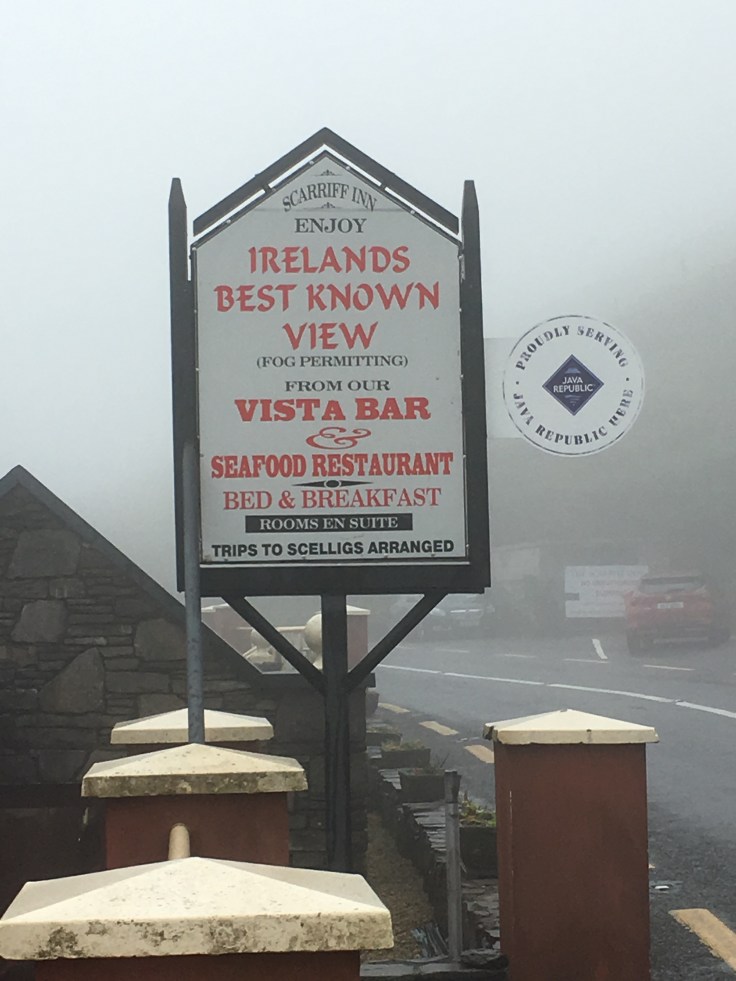 SCARRIFF INN
ENJOY
IRELANDS
BEST KNOWN
VIEW
(FOG PERMITTING)
FROM OUR
VISTA BAR
&
SEAFOOD RESTAURANT
BED & BREAKFAST
ROOMS EN SUITE
TRIPS TO SCELLIGS ARRANGED
PROUDLY SERVING
JAVA
REPUBLIC
JAVA REPUBLIC HERE